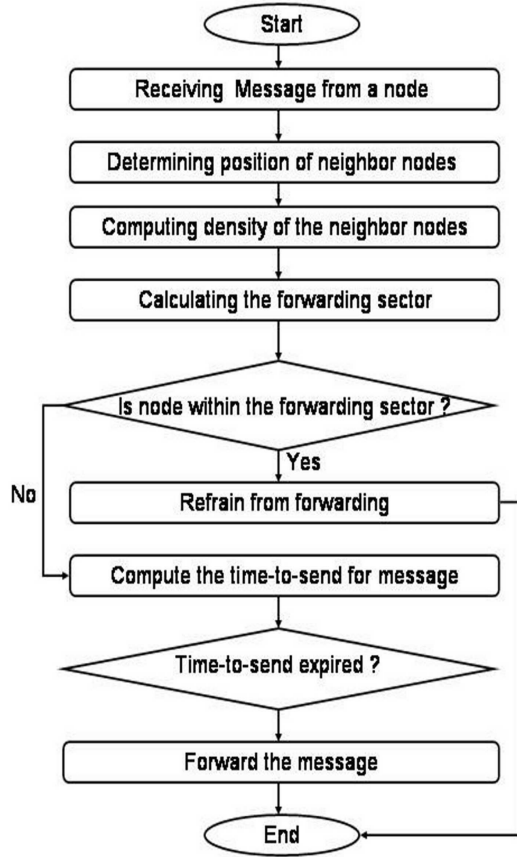 Start
Receiving Message from a node
Determining position of neighbor nodes
Computing density of the neighbor nodes
Calculating the forwarding sector
Is node within the forwarding sector ?
Yes
No
Refrain from forwarding
Compute the time-to-send for message
Time-to-send expired ?
Forward the message
End